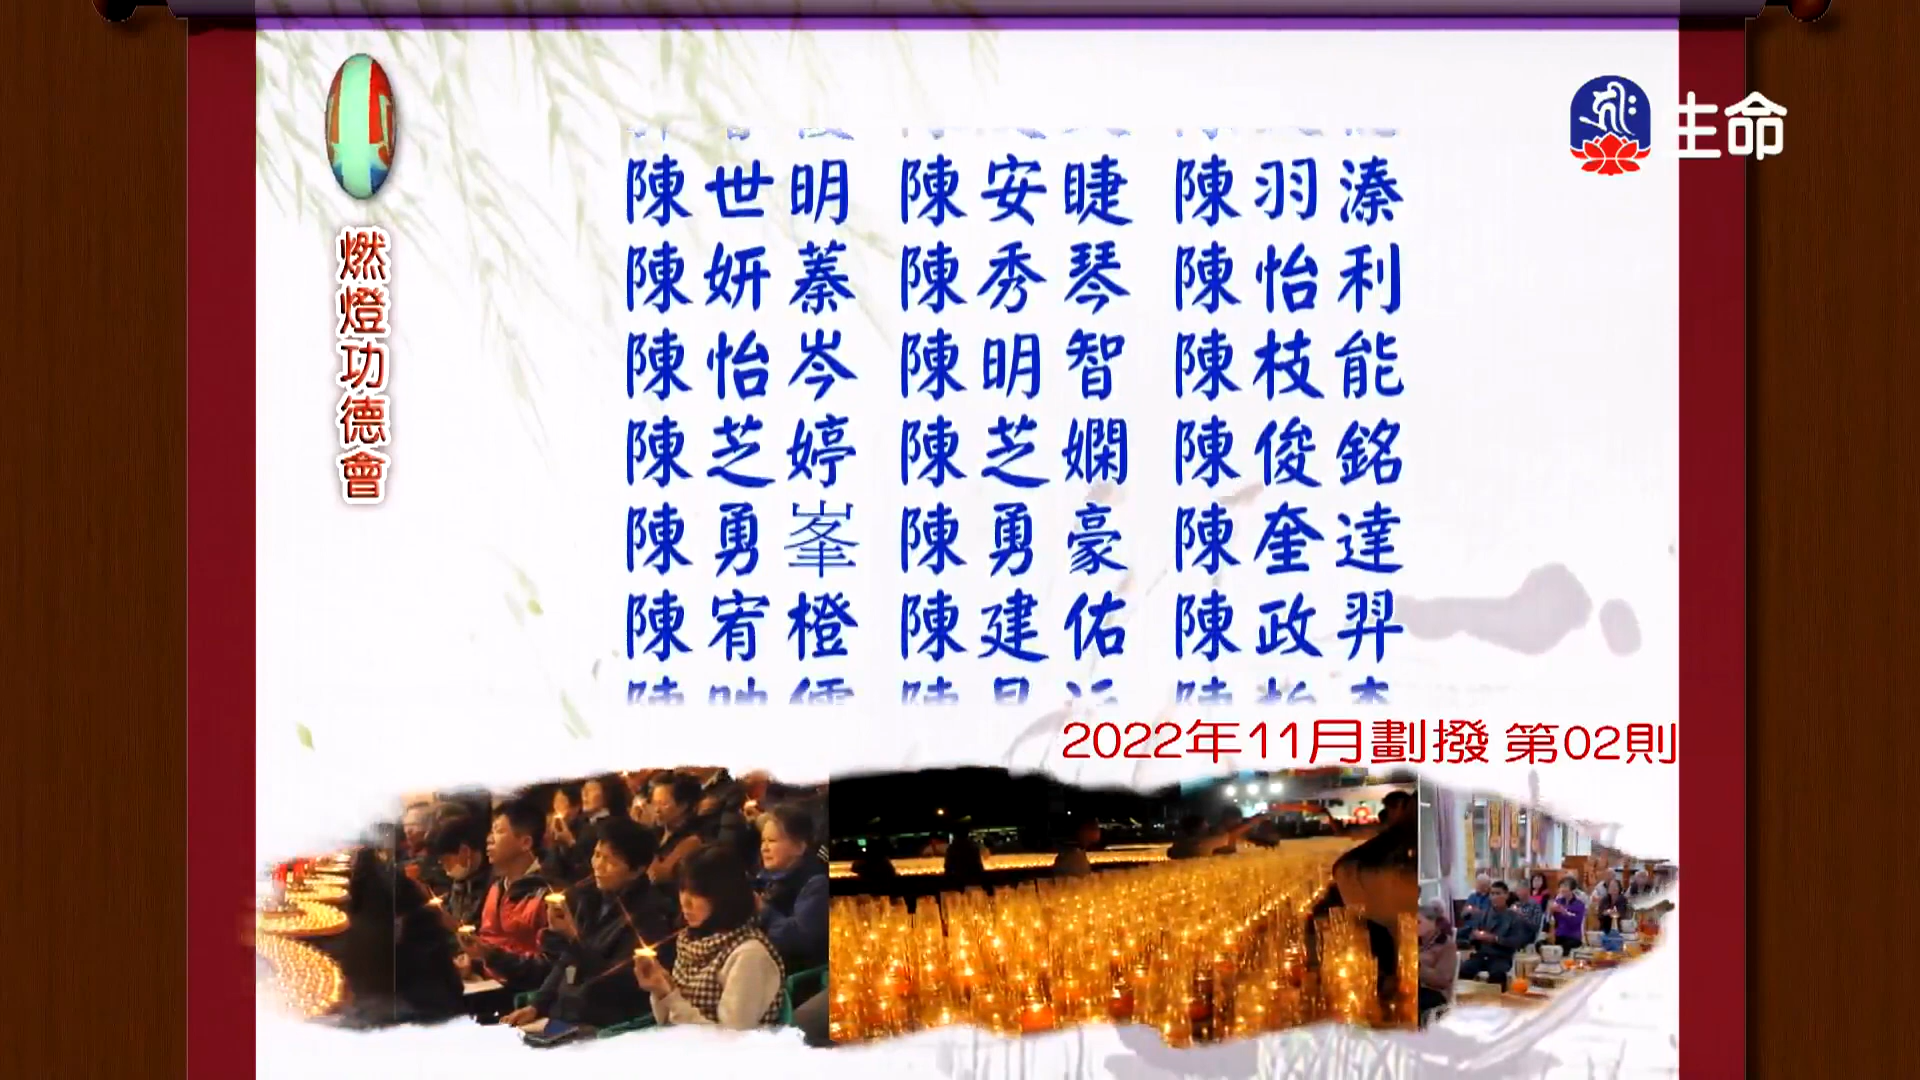 生命
燃燈功德會
陳世明 陳安睫 陳羽溱
陳妍蓁 陳秀琴 陳怡利
陳怡岑 陳明智 陳枝能
陳芝婷 陳芝嫻 陳俊銘
陳勇峯 陳勇豪 陳奎達
陳宥橙 陳建佑 陳政羿
2022年11月劃撥 第02則